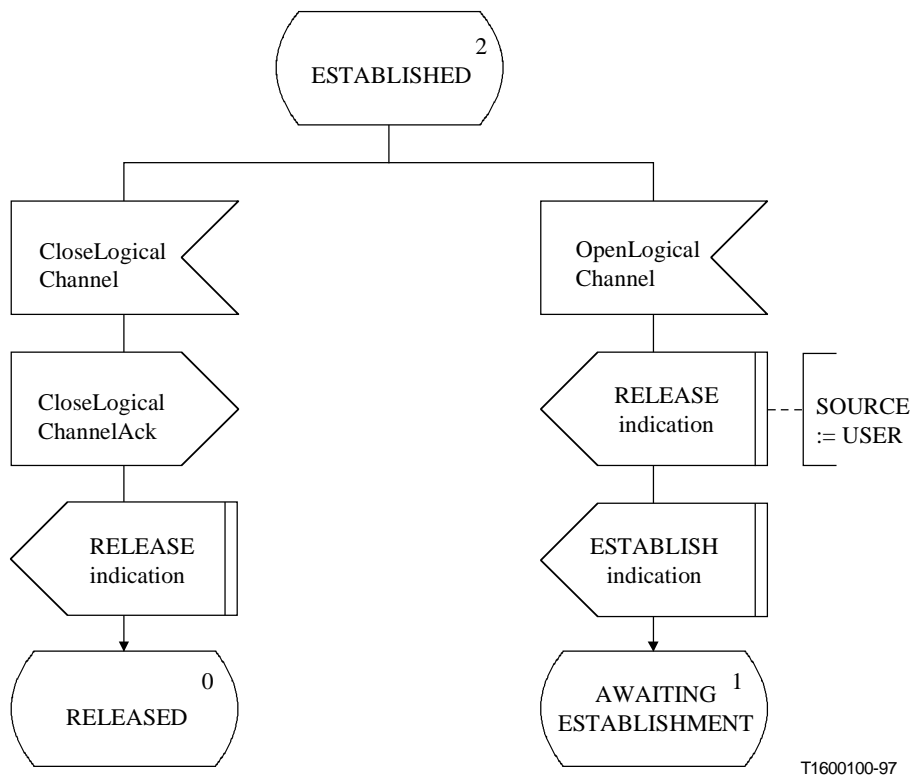 2
ESTABLISHED
CloseLogical
Channel
OpenLogical
Channel
CloseLogical
ChannelAck
RELEASE
indication
SOURCE
:= USER
RELEASE
indication
ESTABLISH
indication
0
RELEASED
1
AWAITING
ESTABLISHMENT
T1600100-97